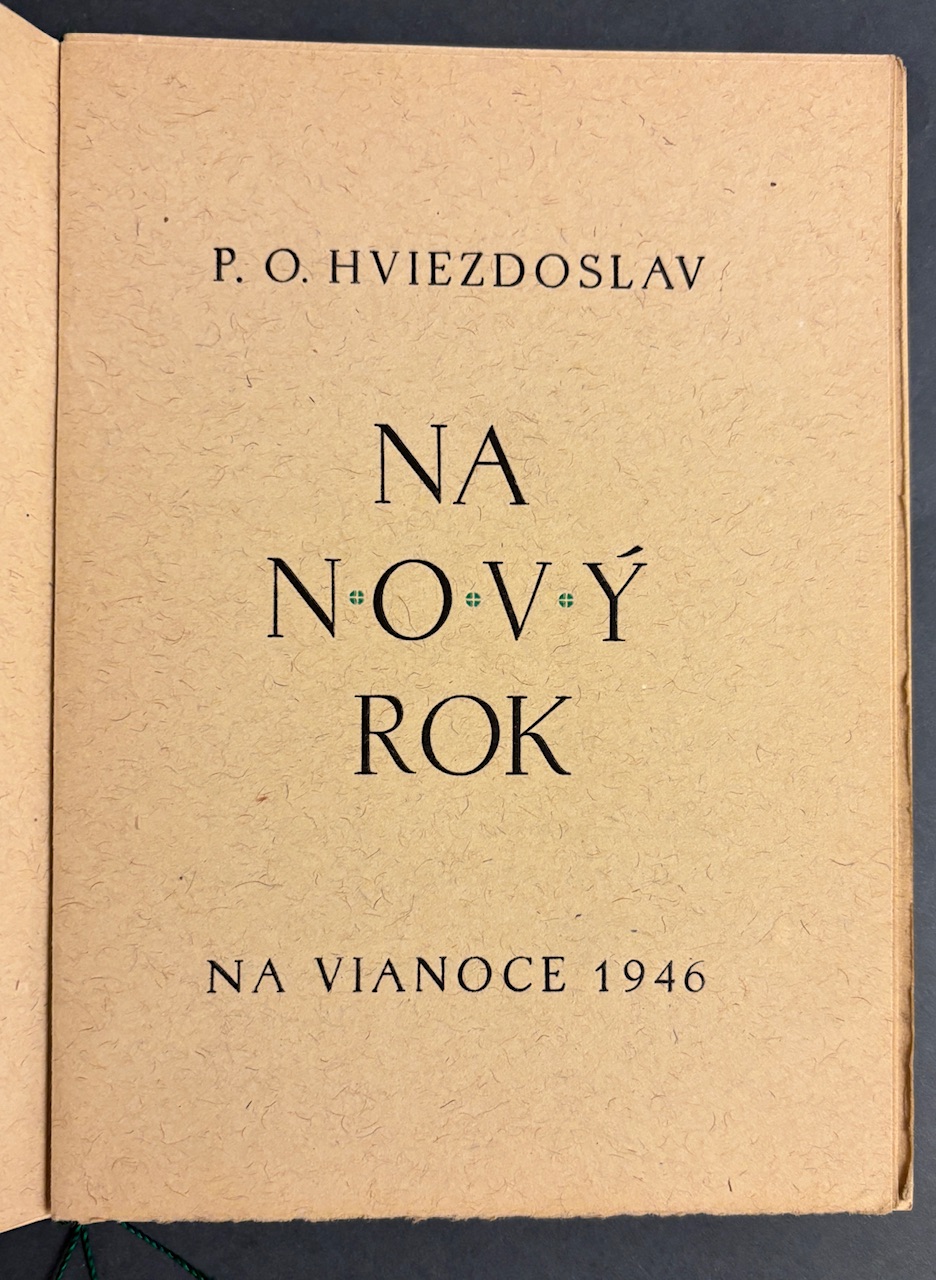 P. O. HVIEZDOSLAV
NA
N·O·V·Ý
ROK
NA VIANOCE 1946